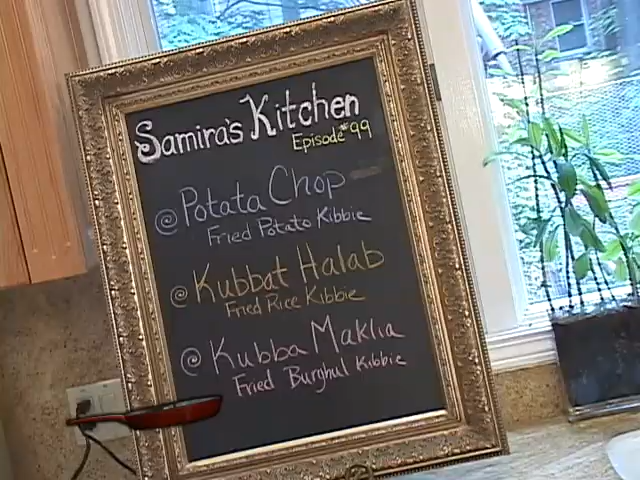 Samira's Kitchen
Episode #99
@ Potata Chop
Fried Potato Kibbie
@ Kubbat Halab
Fried Rice Kibbie
@ Kubba Maklia
Fried Burghul Kibbie